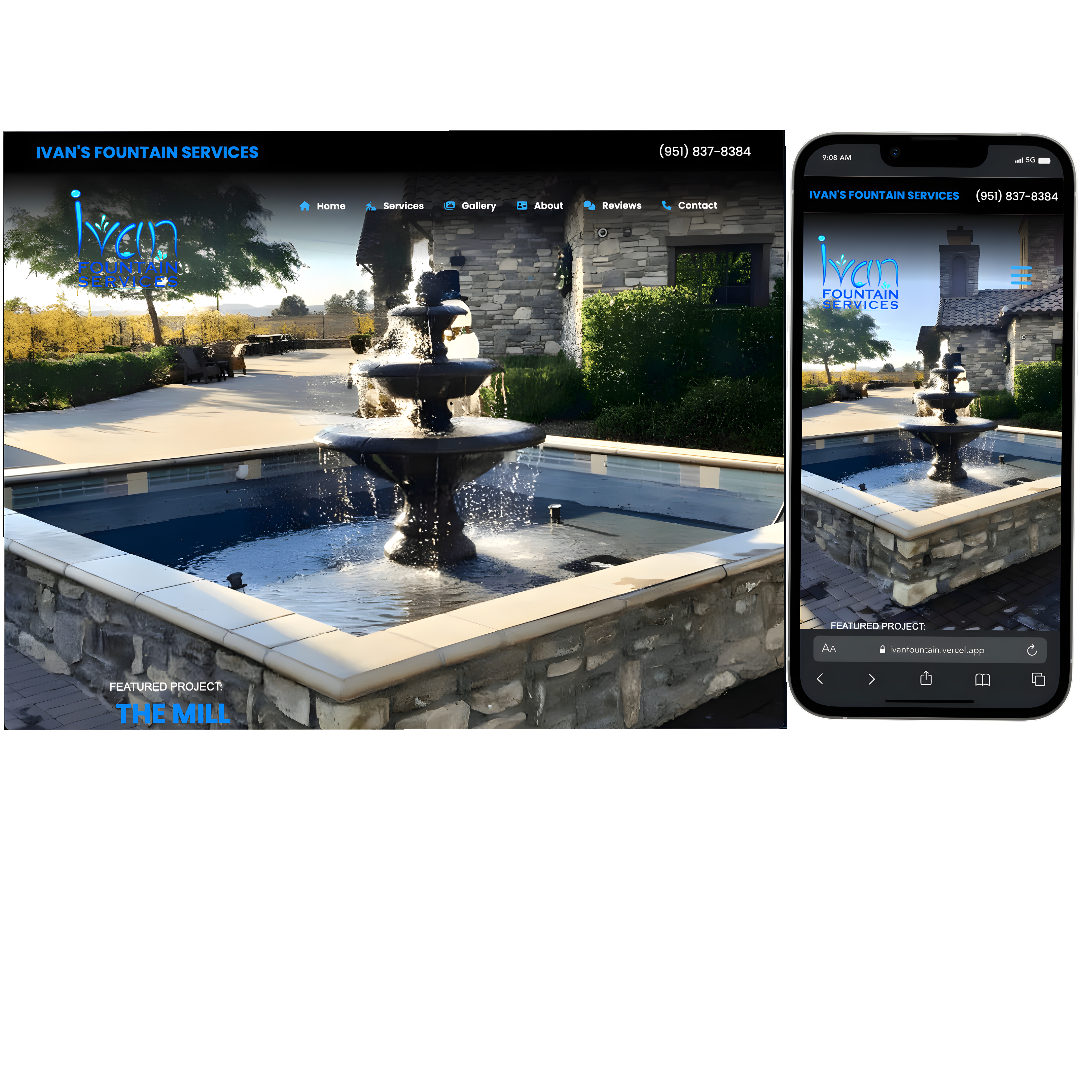 IVAN'S FOUNTAIN SERVICES (951) 837-8384
Ivan
FOUNTAIN
SERVICES
Home Services Gallery About Reviews Contact
FEATURED PROJECT:
THE MILL
9:08 AM 5G
IVAN'S FOUNTAIN SERVICES (951) 837-8384
Ivan
FOUNTAIN
SERVICES
FEATURED PROJECT:
AA ivanfountain.vercel.app